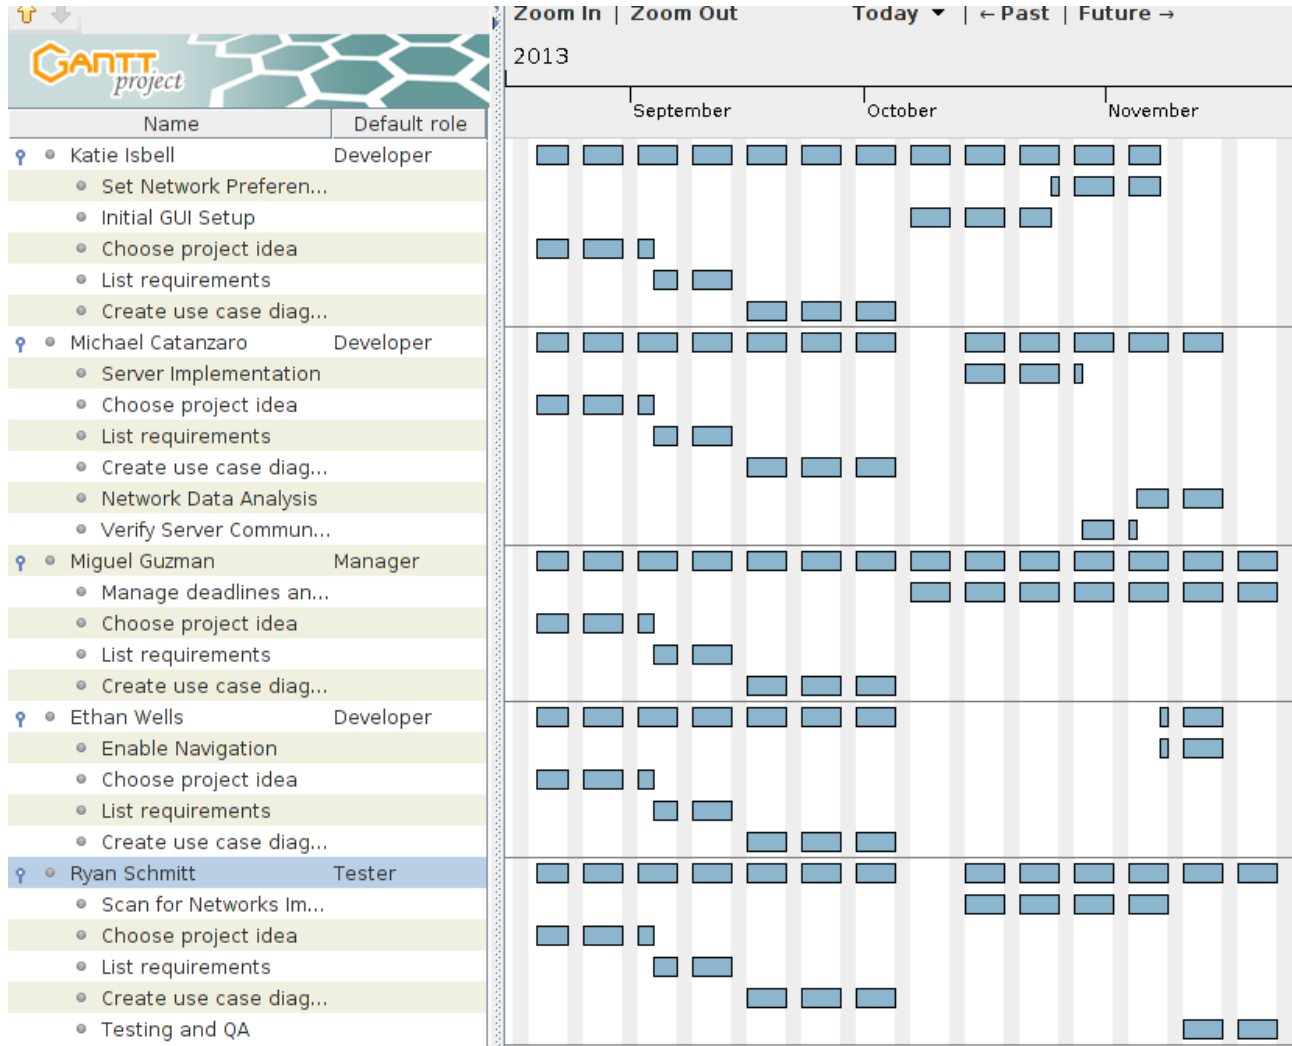 Zoom In | Zoom Out Today ▼ | ←Past | Future→
GANTT
project
2013
September October November
Name Default role
Katie Isbell Developer
Set Network Preferen...
Initial GUI Setup
Choose project idea
List requirements
Create use case diag...
Michael Catanzaro Developer
Server Implementation
Choose project idea
List requirements
Create use case diag...
Network Data Analysis
Verify Server Commun...
Miguel Guzman Manager
Manage deadlines an...
Choose project idea
List requirements
Create use case diag...
Ethan Wells Developer
Enable Navigation
Choose project idea
List requirements
Create use case diag...
Ryan Schmitt Tester
Scan for Networks Im...
Choose project idea
List requirements
Create use case diag...
Testing and QA